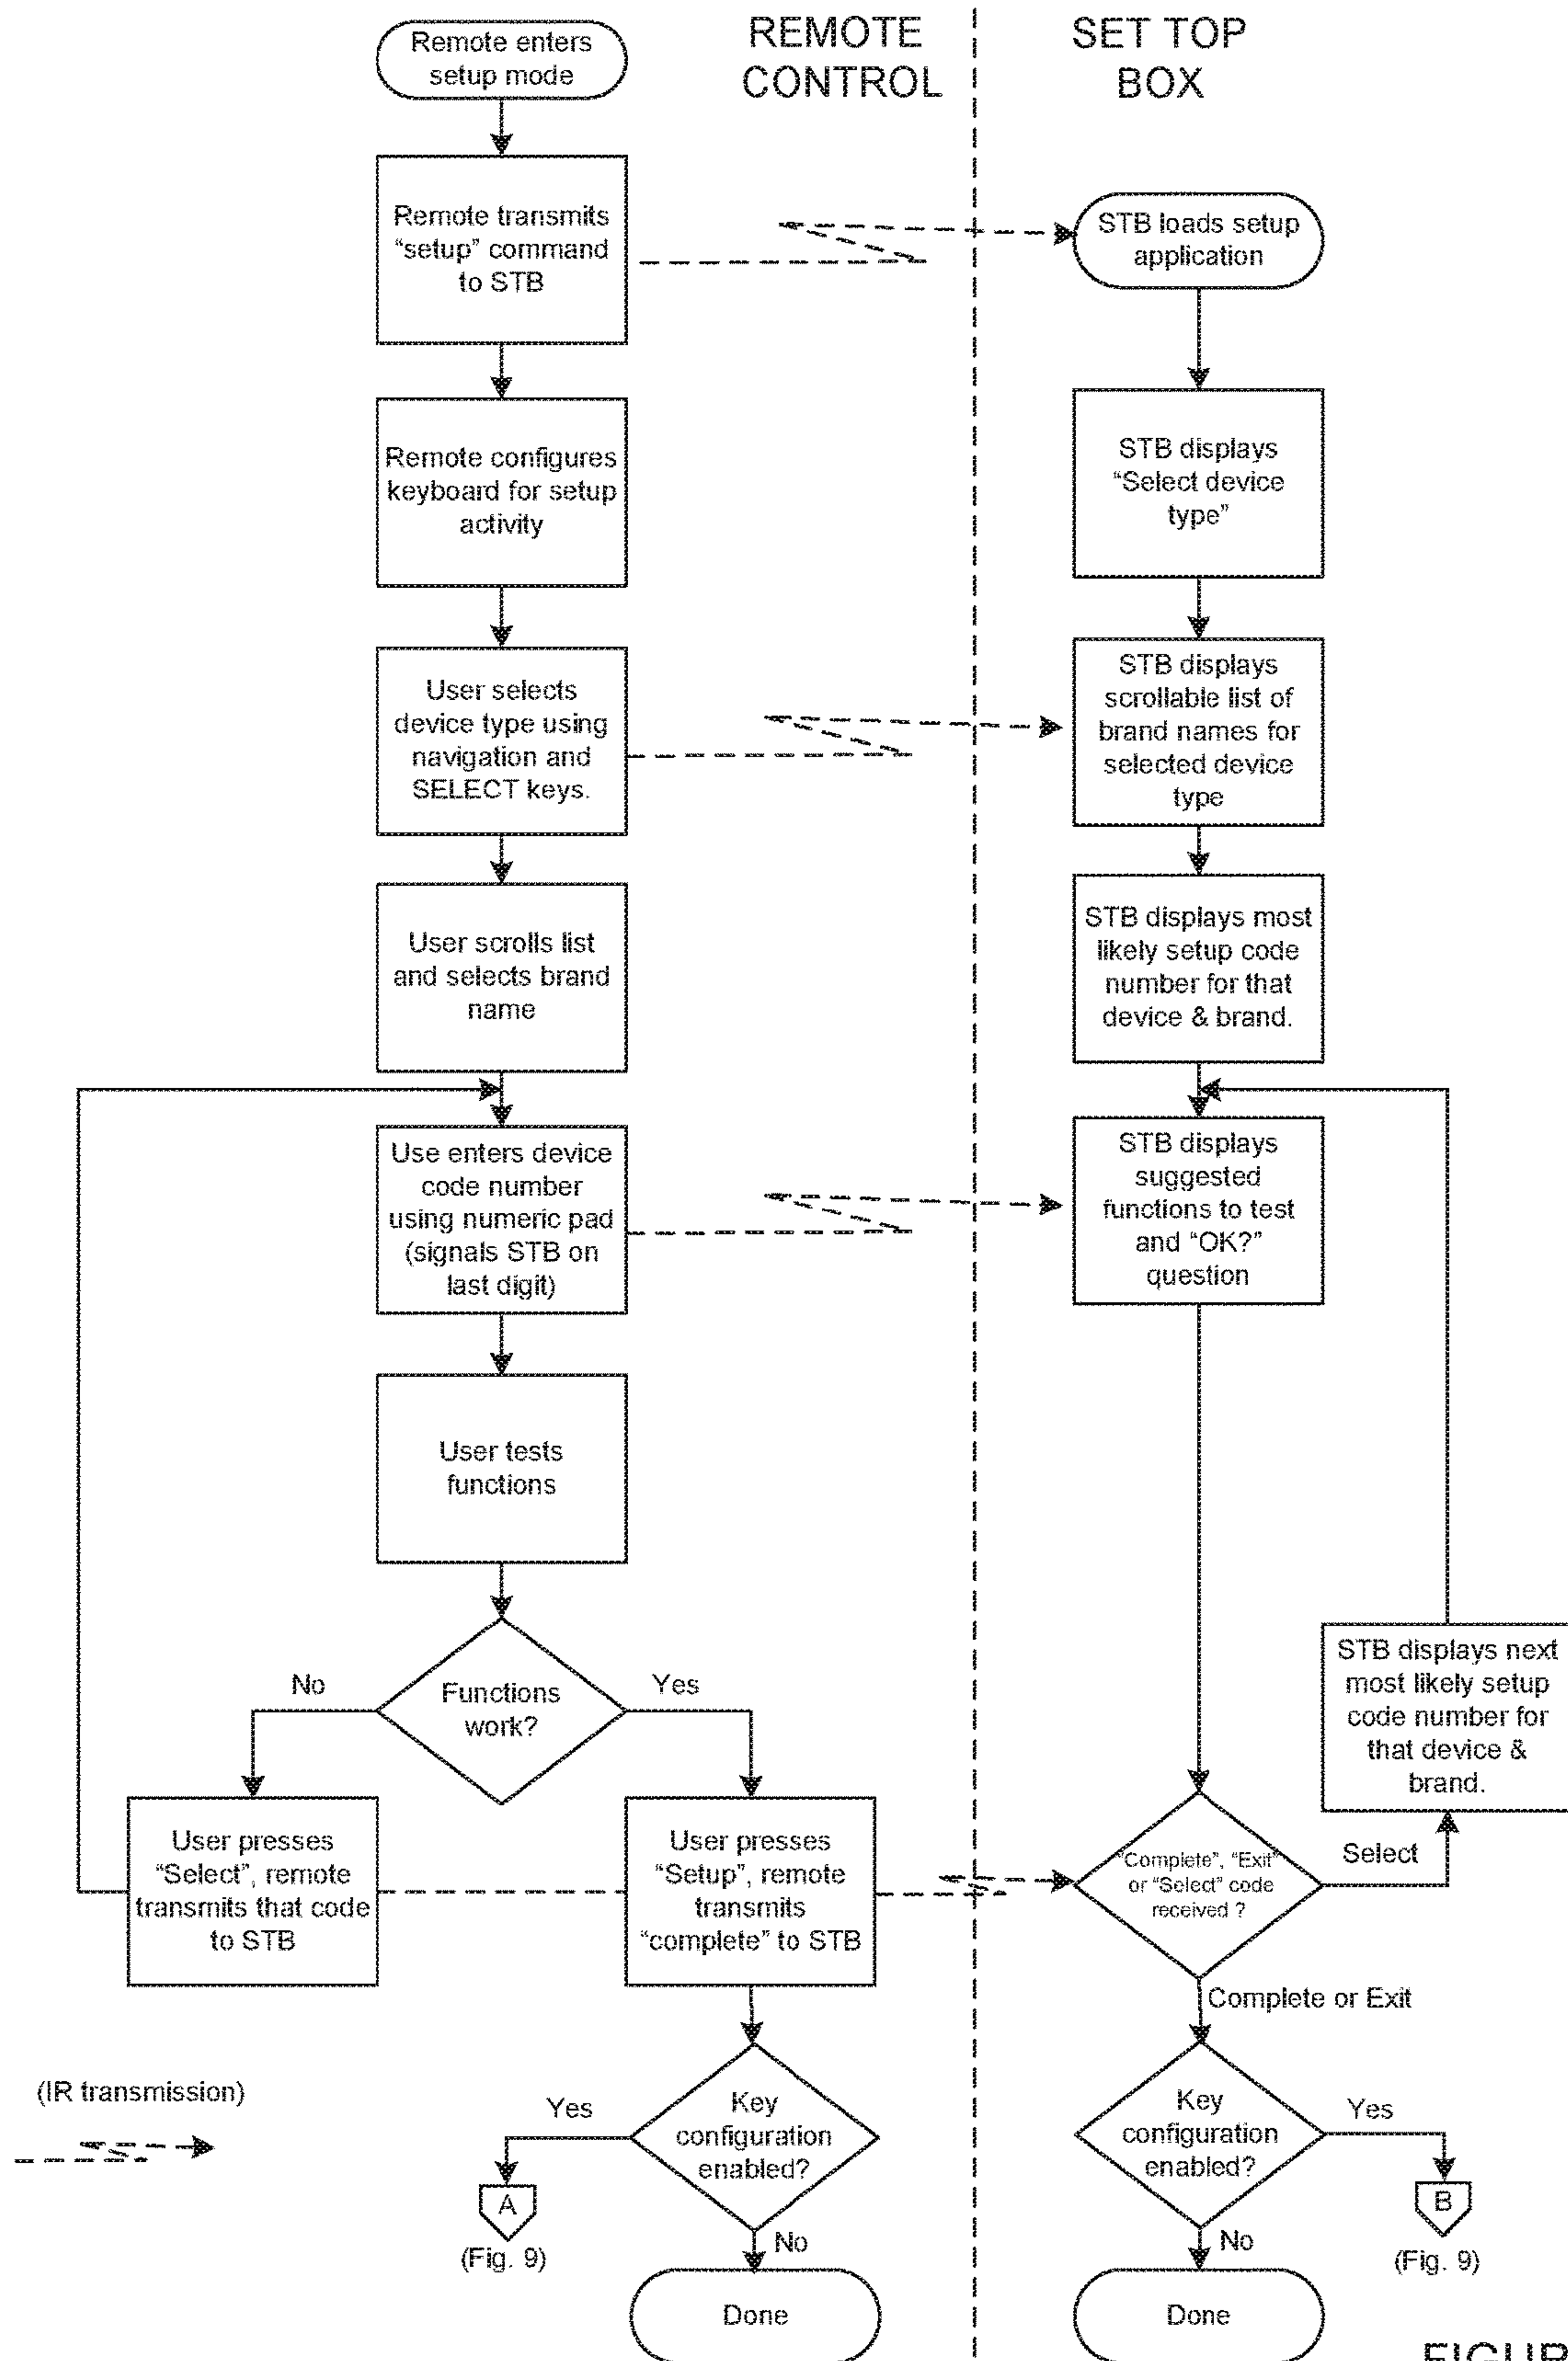 REMOTE
CONTROL
SET TOP
BOX
Remote enters
setup mode
Remote transmits
“setup” command
to STB
Remote configures
keyboard for setup
activity
User selects
device type using
navigation and
SELECT keys.
User scrolls list
and selects brand
name
Use enters device
code number
using numeric pad
(signals STB on
last digit)
User tests
functions
Functions
work?
No
Yes
User presses
“Select”, remote
transmits that code
to STB
User presses
“Setup”, remote
transmits
“complete” to STB
Key
configuration
enabled?
Yes
A
(Fig. 9)
No
Done
(IR transmission)
STB loads setup
application
STB displays
“Select device
type”
STB displays
scrollable list of
brand names for
selected device
type
STB displays most
likely setup code
number for that
device & brand.
STB displays
suggested
functions to test
and “OK?”
question
STB displays next
most likely setup
code number for
that device &
brand.
“Complete”, “Exit”
or “Select” code
received ?
Select
Complete or Exit
Key
configuration
enabled?
Yes
B
(Fig. 9)
No
Done